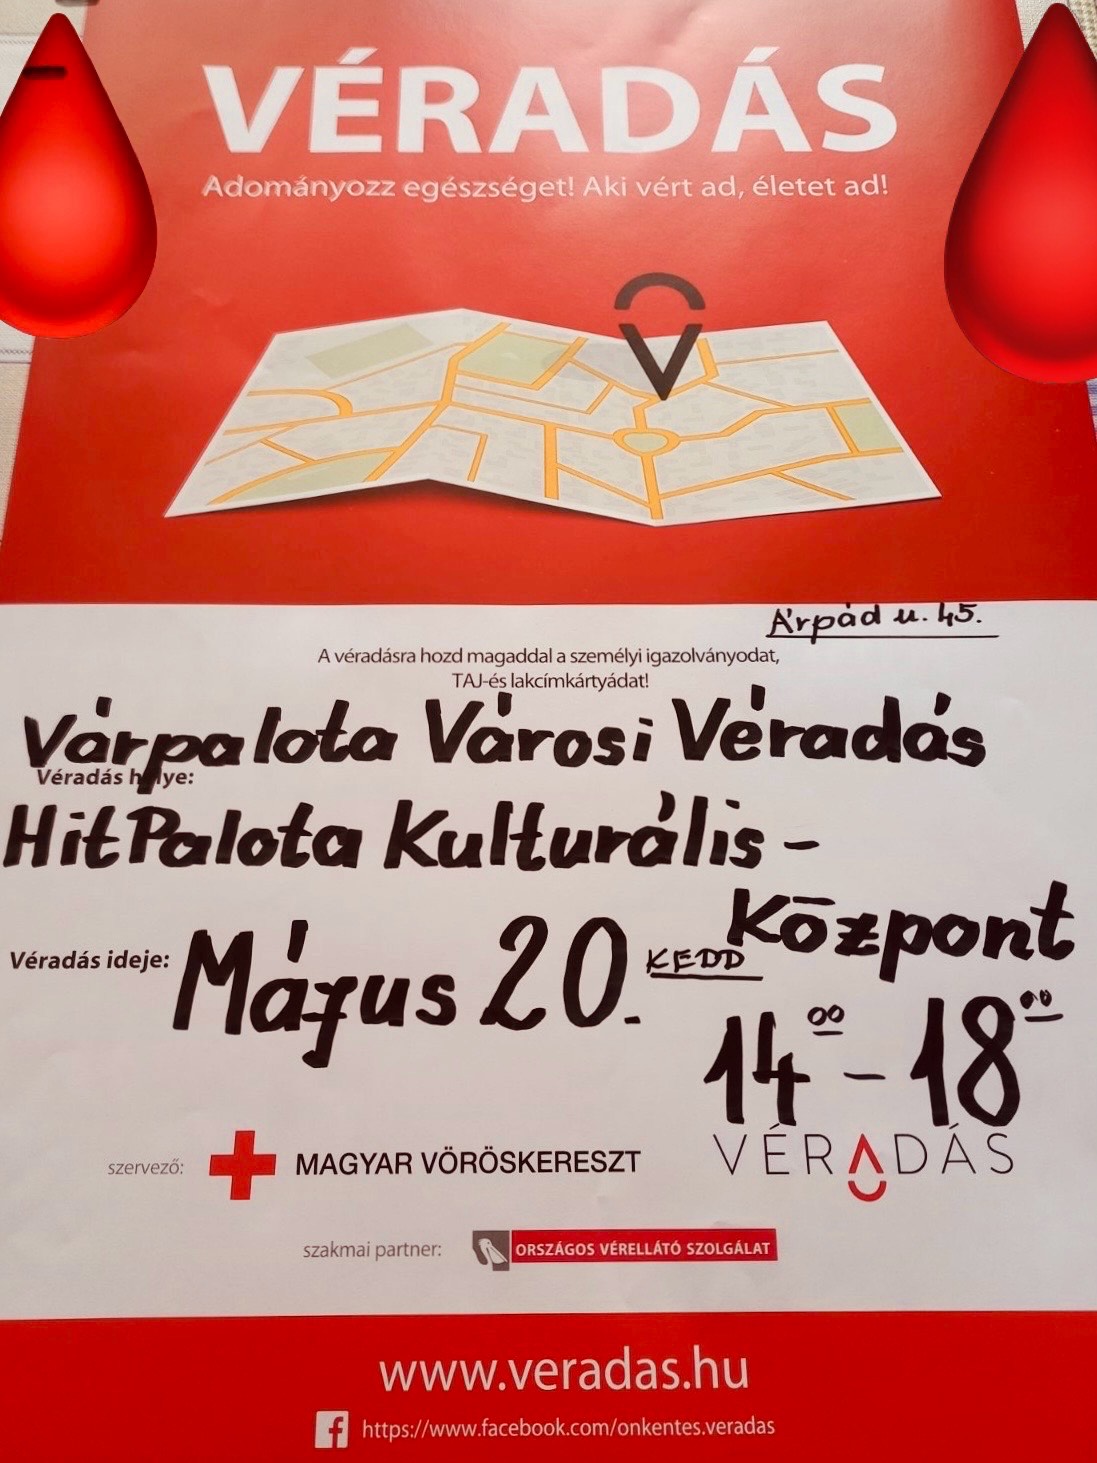 VÉRADÁS
Adományozz egészséget! Aki vért ad, életet ad!
Árpád u. 45.
A véradásra hozd magaddal a személyi igazolványodat,
TAJ-és lakcímkártyádat!
Várpalota Városi Véradás
Véradás helye:
HitPalota Kulturális -
Központ
Véradás ideje: Május 20. KEDD
14⁰⁰ - 18⁰⁰
szervező: MAGYAR VÖRÖSKERESZT
VÉRADÁS
szakmai partner: ORSZÁGOS VÉRELLÁTÓ SZOLGÁLAT
www.veradas.hu
https://www.facebook.com/onkentes.veradas